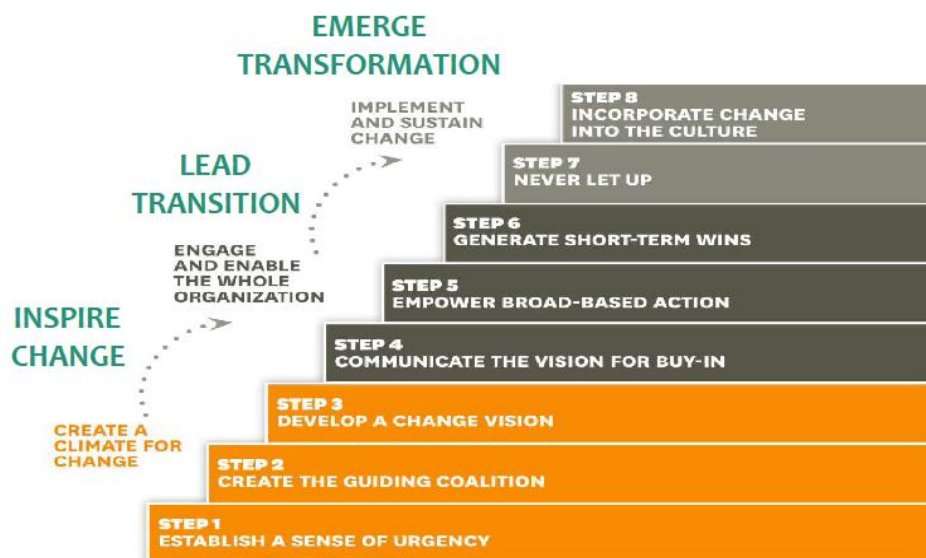 EMERGE
TRANSFORMATION
IMPLEMENT
AND SUSTAIN
CHANGE
STEP 8
INCORPORATE CHANGE
INTO THE CULTURE
STEP 7
NEVER LET UP
LEAD
TRANSITION
ENGAGE
AND ENABLE
THE WHOLE
ORGANIZATION
STEP 6
GENERATE SHORT-TERM WINS
STEP 5
EMPOWER BROAD-BASED ACTION
STEP 4
COMMUNICATE THE VISION FOR BUY-IN
INSPIRE
CHANGE
CREATE A
CLIMATE FOR
CHANGE
STEP 3
DEVELOP A CHANGE VISION
STEP 2
CREATE THE GUIDING COALITION
STEP 1
ESTABLISH A SENSE OF URGENCY